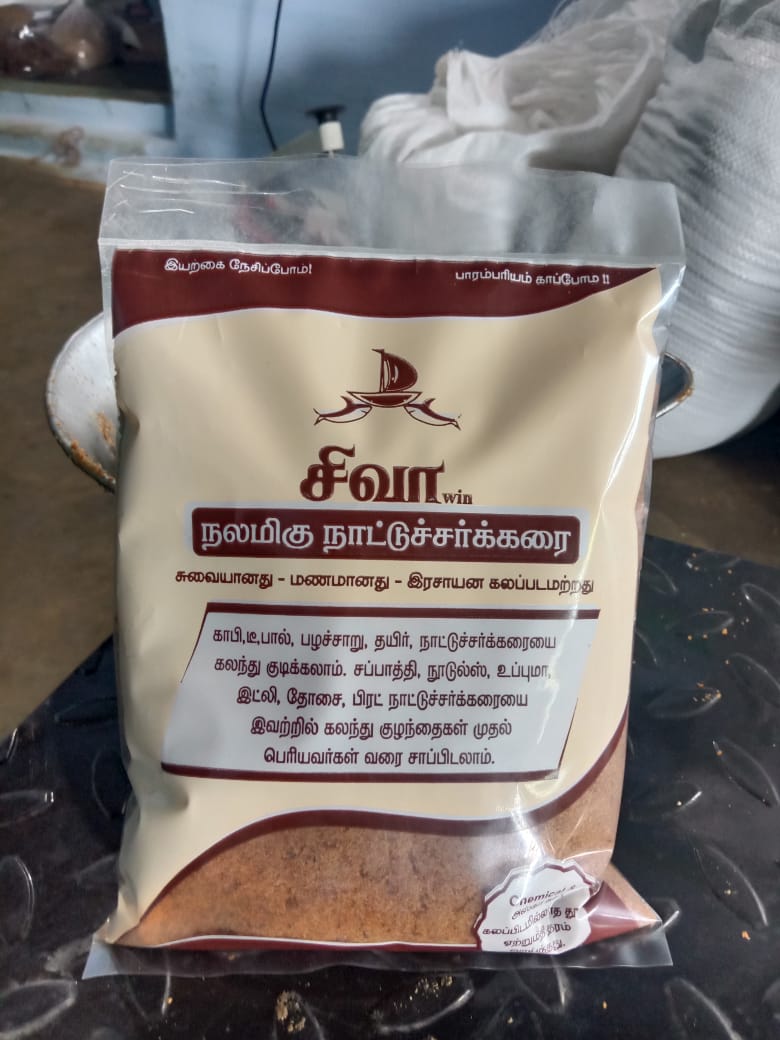 இயற்கை நேசிப்போம்!
பாரம்பரியம் காப்போம !!
சிவா win
நலமிகு நாட்டுச்சர்க்கரை
சுவையானது - மணமானது - இரசாயன கலப்படமற்றது
காபி,டீ,பால், பழச்சாறு, தயிர், நாட்டுச்சர்க்கரையை
கலந்து குடிக்கலாம். சப்பாத்தி, நூடுல்ஸ், உப்புமா,
இட்லி, தோசை, பிரட் நாட்டுச்சர்க்கரையை
இவற்றில் கலந்து குழந்தைகள் முதல்
பெரியவர்கள் வரை சாப்பிடலாம்.
Chemical